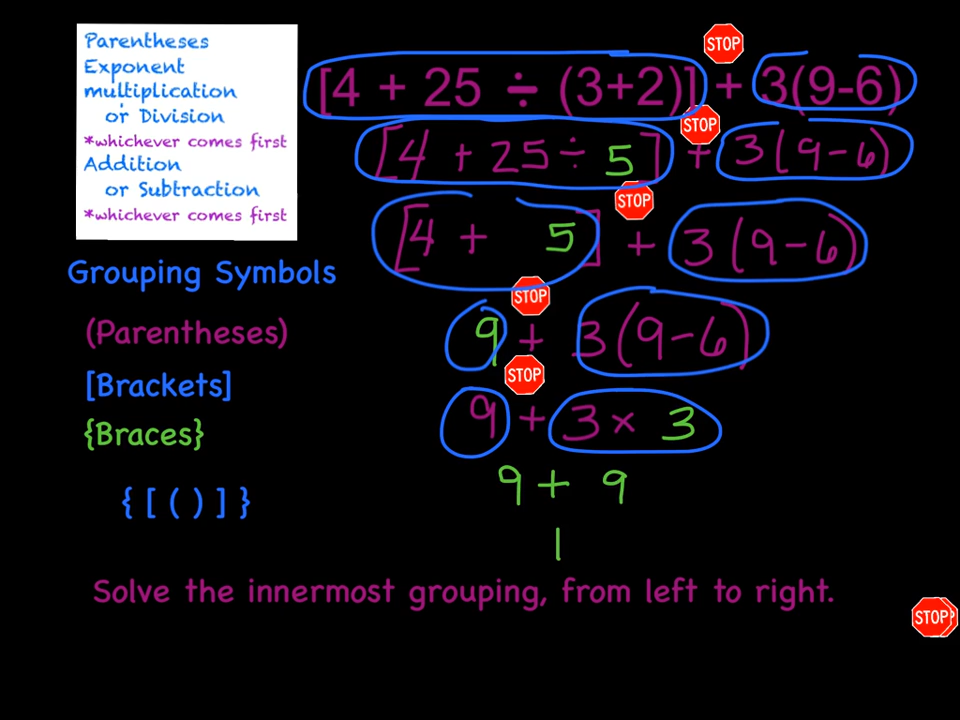 Parentheses
Exponent
multiplication
or Division
*whichever comes first
Addition
or Subtraction
*whichever comes first
Grouping Symbols
(Parentheses)
[Brackets]
{Braces}
{ [ ( ) ] }
STOP
[4 + 25 ÷ (3+2)] + 3(9-6)
STOP
[4 + 25 ÷ 5] + 3(9-6)
STOP
[4 + 5] + 3(9-6)
STOP
9 + 3(9-6)
STOP
9 + 3 × 3
9 + 9
1
Solve the innermost grouping, from left to right.
STOP